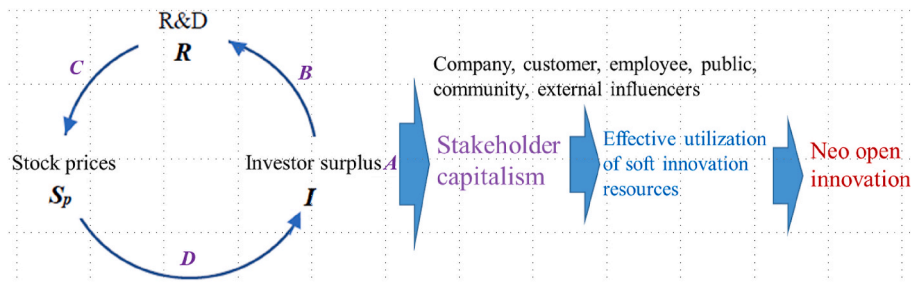 R&D
R
C
B
Company, customer, employee, public,
community, external influencers
Stock prices
Sp
Investor surplus A
I
D
Stakeholder
capitalism
Effective utilization
of soft innovation
resources
Neo open
innovation